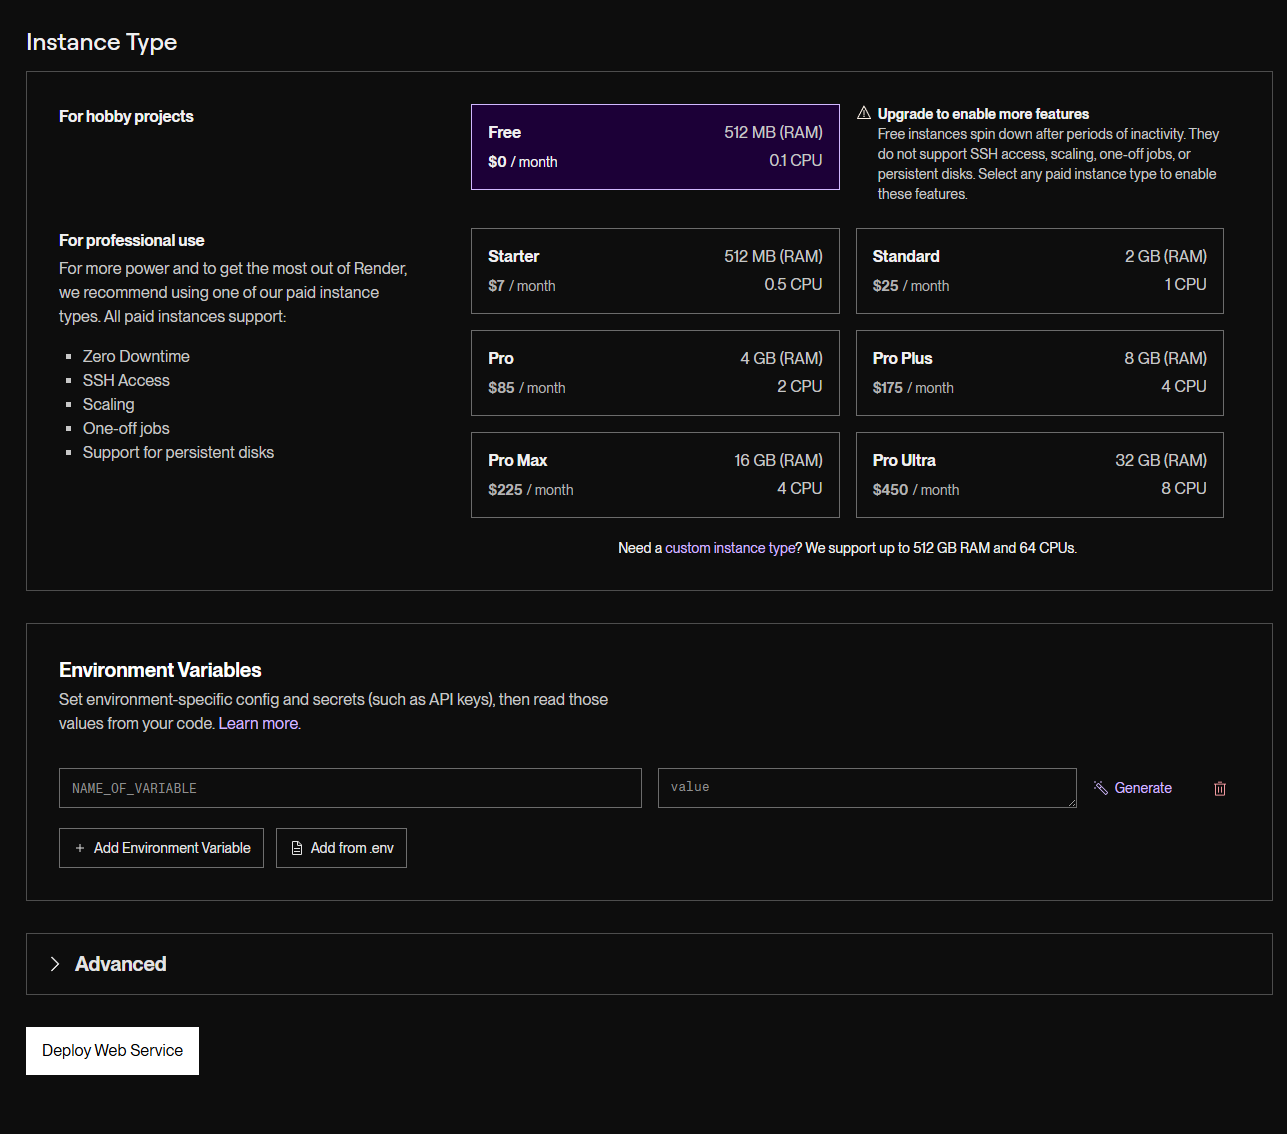 Instance Type
For hobby projects
Free
512 MB (RAM)
$0 / month
0.1 CPU
Upgrade to enable more features
Free instances spin down after periods of inactivity. They
do not support SSH access, scaling, one-off jobs, or
persistent disks. Select any paid instance type to enable
these features.
For professional use
For more power and to get the most out of Render,
we recommend using one of our paid instance
types. All paid instances support:
Zero Downtime
SSH Access
Scaling
One-off jobs
Support for persistent disks
Starter
512 MB (RAM)
$7 / month
0.5 CPU
Standard
2 GB (RAM)
$25 / month
1 CPU
Pro
4 GB (RAM)
$85 / month
2 CPU
Pro Plus
8 GB (RAM)
$175 / month
4 CPU
Pro Max
16 GB (RAM)
$225 / month
4 CPU
Pro Ultra
32 GB (RAM)
$450 / month
8 CPU
Need a custom instance type? We support up to 512 GB RAM and 64 CPUs.
Environment Variables
Set environment-specific config and secrets (such as API keys), then read those
values from your code. Learn more.
NAME_OF_VARIABLE
value
Generate
+ Add Environment Variable
Add from .env
Advanced
Deploy Web Service